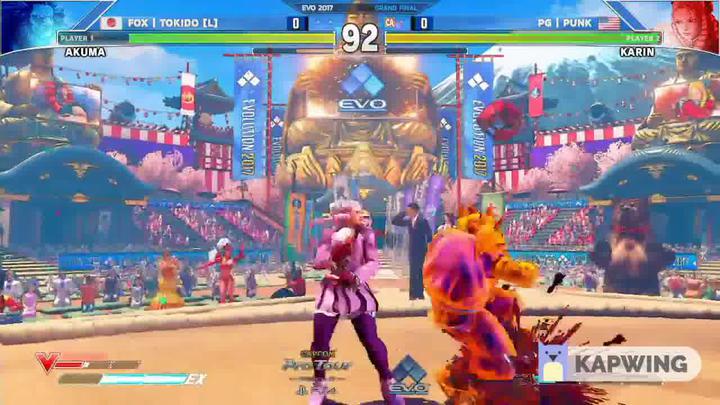 EVO 2017 GRAND FINAL
FOX | TOKIDO [L] 0 0 PG | PUNK
PLAYER 1 92 PLAYER 2
AKUMA KARIN
EVO
EVOLUTION 2017
EVOLUTION 2017
V
EX
CAPCOM
Pro Tour
PS4
EVO
KAPWING